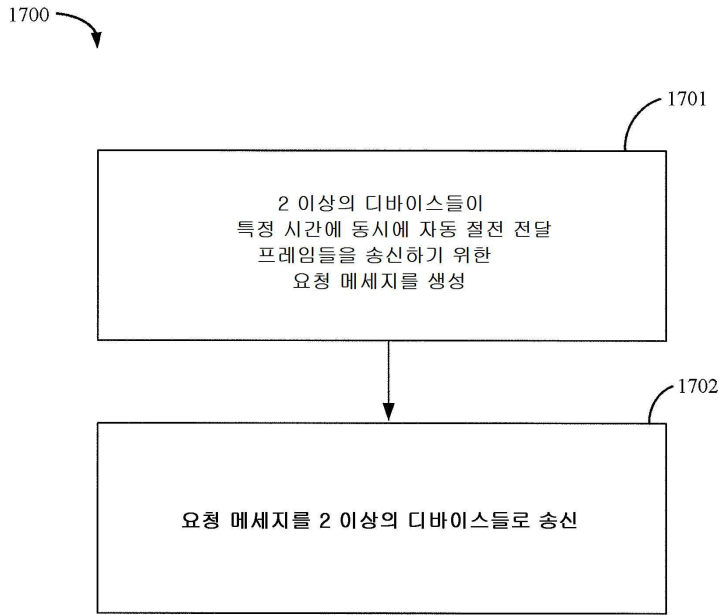 1700
1701
2 이상의 디바이스들이
특정 시간에 동시에 자동 절전 전달
프레임들을 송신하기 위한
요청 메세지를 생성
1702
요청 메세지를 2 이상의 디바이스들로 송신